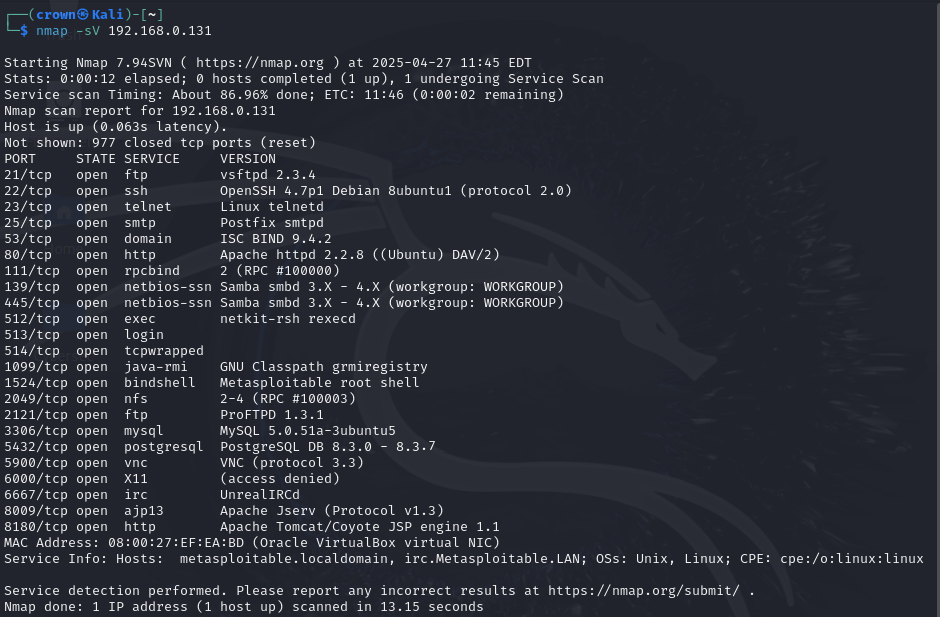 ┌──(crown㉿Kali)-[~]
└─$ nmap -sV 192.168.0.131
Starting Nmap 7.94SVN ( https://nmap.org ) at 2025-04-27 11:45 EDT
Stats: 0:00:12 elapsed; 0 hosts completed (1 up), 1 undergoing Service Scan
Service scan Timing: About 86.96% done; ETC: 11:46 (0:00:02 remaining)
Nmap scan report for 192.168.0.131
Host is up (0.063s latency).
Not shown: 977 closed tcp ports (reset)
PORT     STATE SERVICE     VERSION
21/tcp   open  ftp         vsftpd 2.3.4
22/tcp   open  ssh         OpenSSH 4.7p1 Debian 8ubuntu1 (protocol 2.0)
23/tcp   open  telnet      Linux telnetd
25/tcp   open  smtp        Postfix smtpd
53/tcp   open  domain      ISC BIND 9.4.2
80/tcp   open  http        Apache httpd 2.2.8 ((Ubuntu) DAV/2)
111/tcp  open  rpcbind     2 (RPC #100000)
139/tcp  open  netbios-ssn Samba smbd 3.X - 4.X (workgroup: WORKGROUP)
445/tcp  open  netbios-ssn Samba smbd 3.X - 4.X (workgroup: WORKGROUP)
512/tcp  open  exec        netkit-rsh rexecd
513/tcp  open  login
514/tcp  open  tcpwrapped
1099/tcp open  java-rmi    GNU Classpath grmiregistry
1524/tcp open  bindshell   Metasploitable root shell
2049/tcp open  nfs         2-4 (RPC #100003)
2121/tcp open  ftp         ProFTPD 1.3.1
3306/tcp open  mysql       MySQL 5.0.51a-3ubuntu5
5432/tcp open  postgresql  PostgreSQL DB 8.3.0 - 8.3.7
5900/tcp open  vnc         VNC (protocol 3.3)
6000/tcp open  X11         (access denied)
6667/tcp open  irc         UnrealIRCd
8009/tcp open  ajp13       Apache Jserv (Protocol v1.3)
8180/tcp open  http        Apache Tomcat/Coyote JSP engine 1.1
MAC Address: 08:00:27:EF:EA:BD (Oracle VirtualBox virtual NIC)
Service Info: Hosts:  metasploitable.localdomain, irc.Metasploitable.LAN; OSs: Unix, Linux; CPE: cpe:/o:linux:linux
Service detection performed. Please report any incorrect results at https://nmap.org/submit/ .
Nmap done: 1 IP address (1 host up) scanned in 13.15 seconds